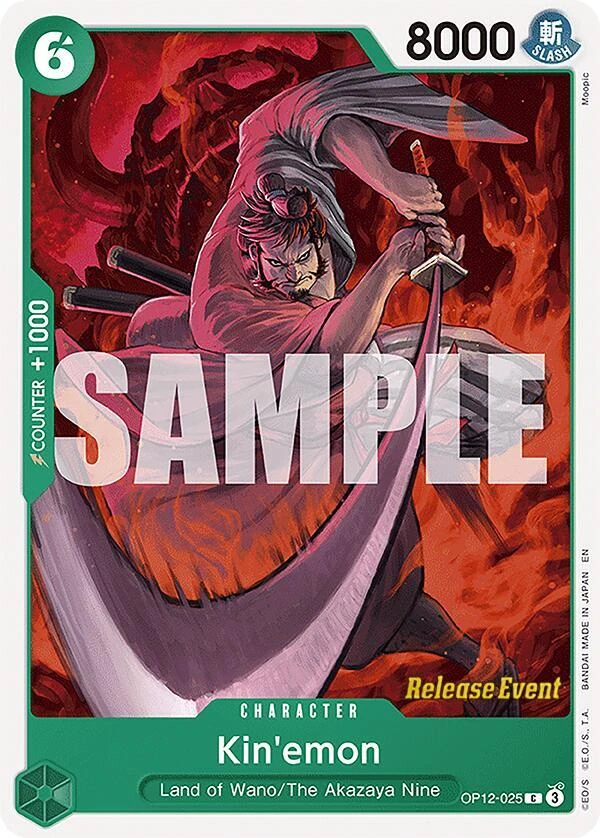 6
8000
斬
SLASH
Moopic
COUNTER +1000
SAMPLE
BANDAI MADE IN JAPAN EN
©E/S ©E.O./S., T.A.
Release Event
CHARACTER
Kin'emon
Land of Wano/The Akazaya Nine
OP12-025 C 3